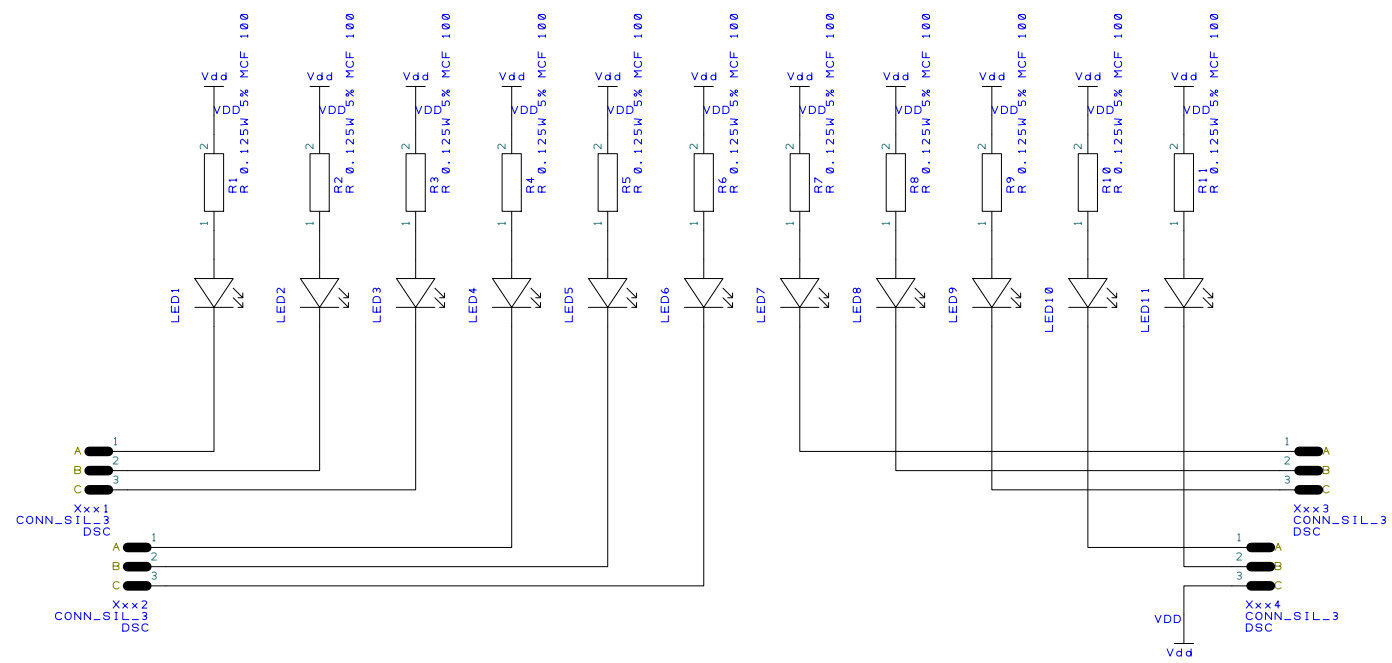 Vdd
VDD
R 0.125W 5% MCF 100
2
R1
1
LED1
Vdd
VDD
R 0.125W 5% MCF 100
2
R2
1
LED2
Vdd
VDD
R 0.125W 5% MCF 100
2
R3
1
LED3
Vdd
VDD
R 0.125W 5% MCF 100
2
R4
1
LED4
Vdd
VDD
R 0.125W 5% MCF 100
2
R5
1
LED5
Vdd
VDD
R 0.125W 5% MCF 100
2
R6
1
LED6
Vdd
VDD
R 0.125W 5% MCF 100
2
R7
1
LED7
Vdd
VDD
R 0.125W 5% MCF 100
2
R8
1
LED8
Vdd
VDD
R 0.125W 5% MCF 100
2
R9
1
LED9
Vdd
VDD
R 0.125W 5% MCF 100
2
R10
1
LED10
Vdd
VDD
R 0.125W 5% MCF 100
2
R11
1
LED11
A 1
B 2
C 3
Xxx1
CONN_SIL_3
DSC
A 1
B 2
C 3
Xxx2
CONN_SIL_3
DSC
1 A
2 B
3 C
Xxx3
CONN_SIL_3
DSC
1 A
2 B
3 C
Xxx4
CONN_SIL_3
DSC
VDD
Vdd